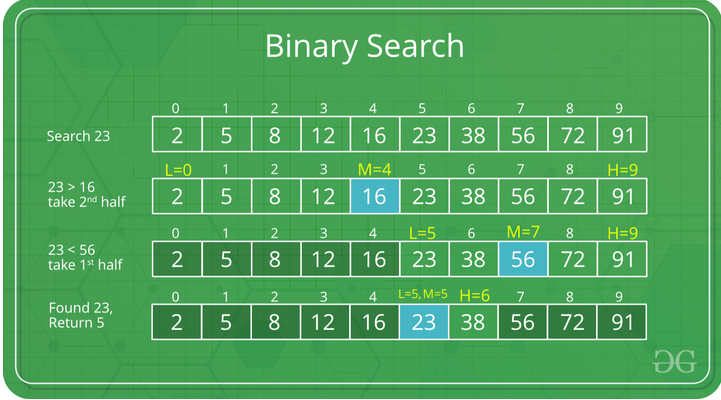 Binary Search
0 1 2 3 4 5 6 7 8 9
Search 23 2 5 8 12 16 23 38 56 72 91
L=0 1 2 3 M=4 5 6 7 8 H=9
23 > 16
take 2nd half 2 5 8 12 16 23 38 56 72 91
0 1 2 3 4 L=5 6 M=7 8 H=9
23 < 56
take 1st half 2 5 8 12 16 23 38 56 72 91
0 1 2 3 4 L=5, M=5 H=6 7 8 9
Found 23,
Return 5 2 5 8 12 16 23 38 56 72 91